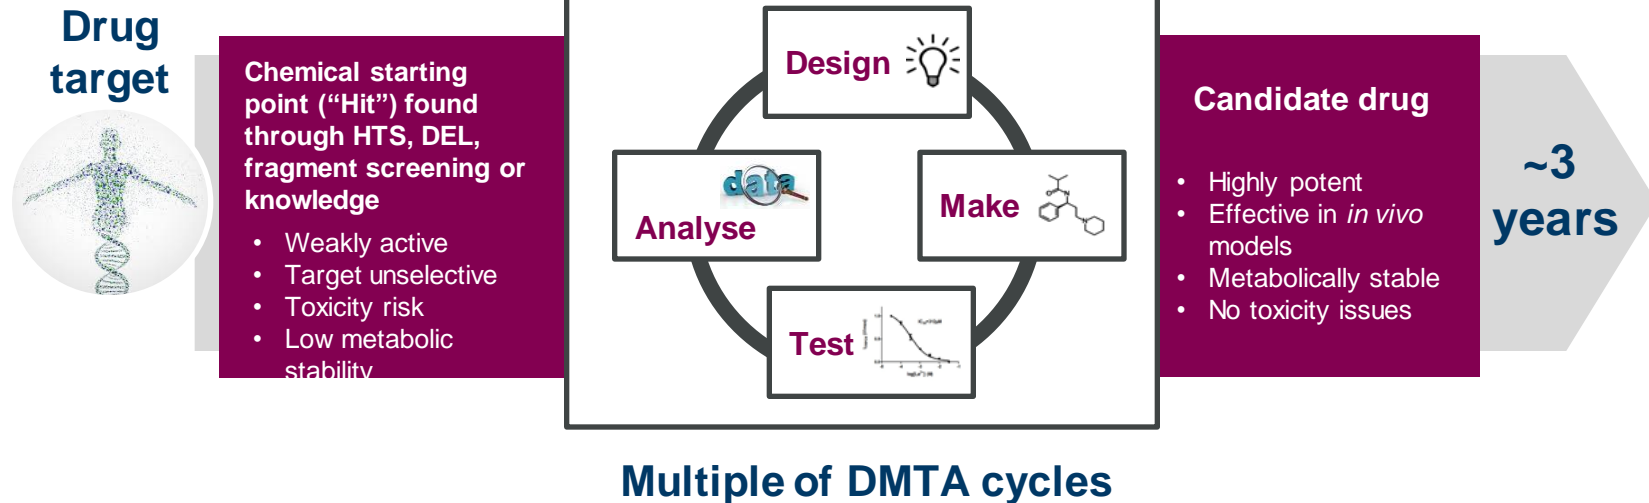 Drug
target
Chemical starting
point (“Hit”) found
through HTS, DEL,
fragment screening or
knowledge
• Weakly active
• Target unselective
• Toxicity risk
• Low metabolic
stability
Design
Make
Test
Analyse
data
Candidate drug
• Highly potent
• Effective in in vivo
models
• Metabolically stable
• No toxicity issues
~3
years
Multiple of DMTA cycles